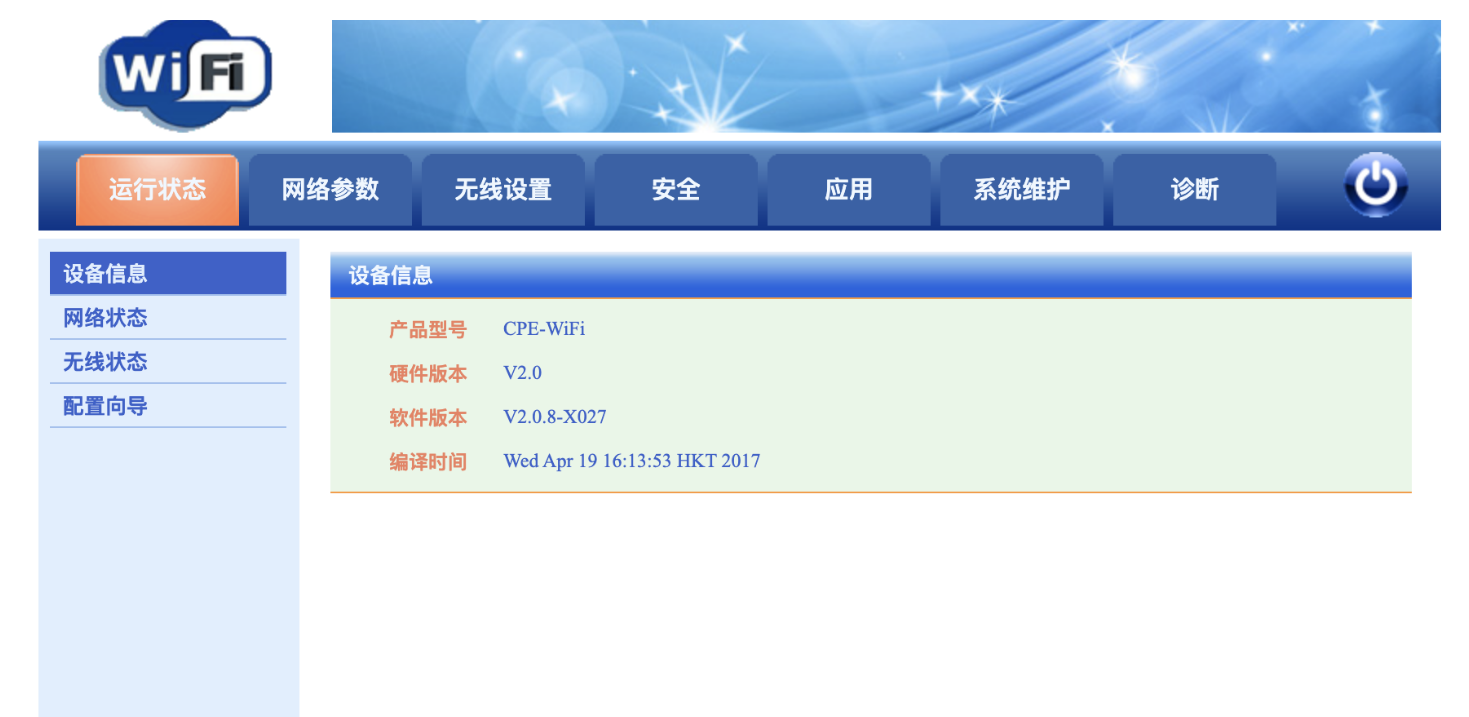 WiFi
运行状态 网络参数 无线设置 安全 应用 系统维护 诊断
设备信息
网络状态
无线状态
配置向导
设备信息
产品型号 CPE-WiFi
硬件版本 V2.0
软件版本 V2.0.8-X027
编译时间 Wed Apr 19 16:13:53 HKT 2017